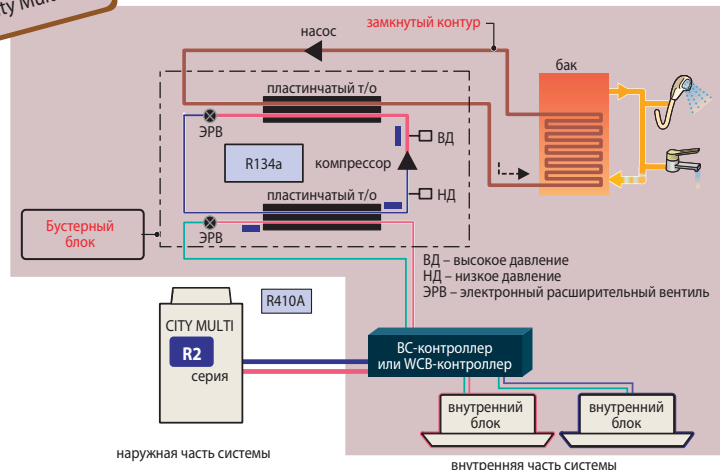 ty Mult
замкнутый контур
насос
бак
пластинчатый т/о
ЭРВ
ВД
R134a
компрессор
пластинчатый т/о
НД
Бустерный
блок
ЭРВ
ВД – высокое давление
НД – низкое давление
ЭРВ – электронный расширительный вентиль
R410A
CITY MULTI
R2
серия
BC-контроллер
или WCB-контроллер
внутренний
блок
внутренний
блок
наружная часть системы
внутренняя часть системы